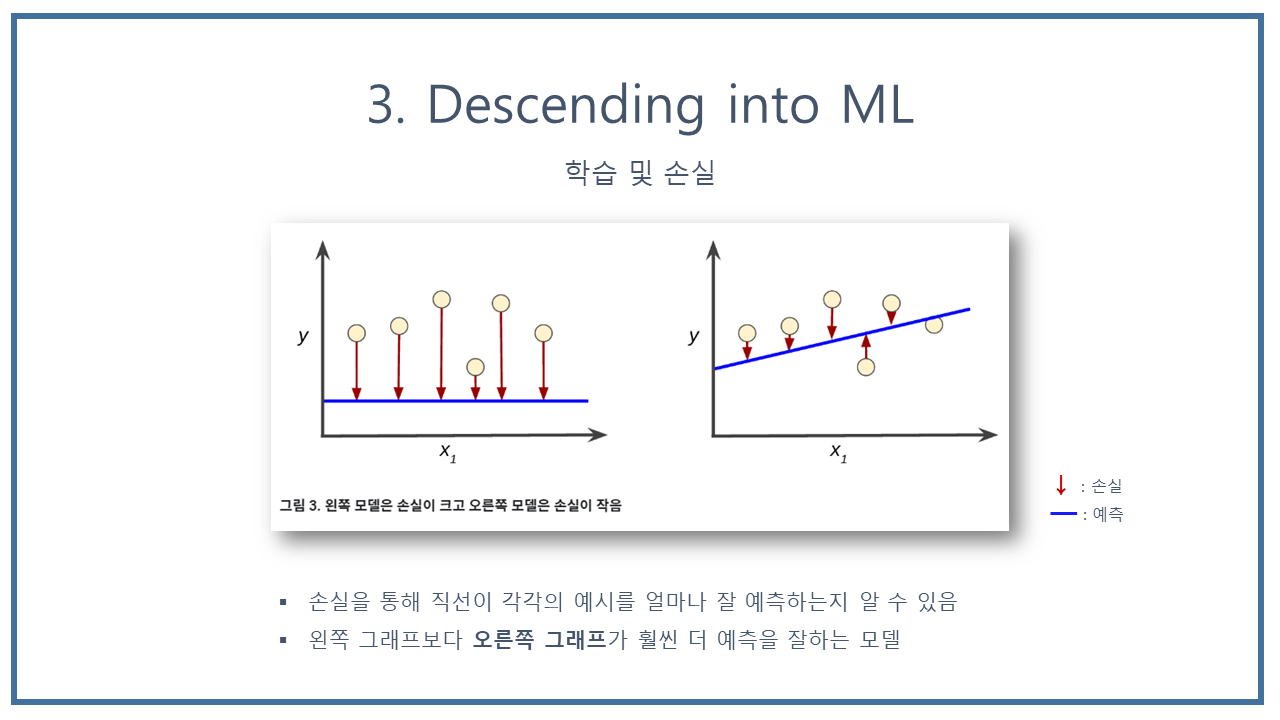 3. Descending into ML
학습 및 손실
y
x1
y
x1
그림 3. 왼쪽 모델은 손실이 크고 오른쪽 모델은 손실이 작음
: 손실
: 예측
▪ 손실을 통해 직선이 각각의 예시를 얼마나 잘 예측하는지 알 수 있음
▪ 왼쪽 그래프보다 오른쪽 그래프가 훨씬 더 예측을 잘하는 모델